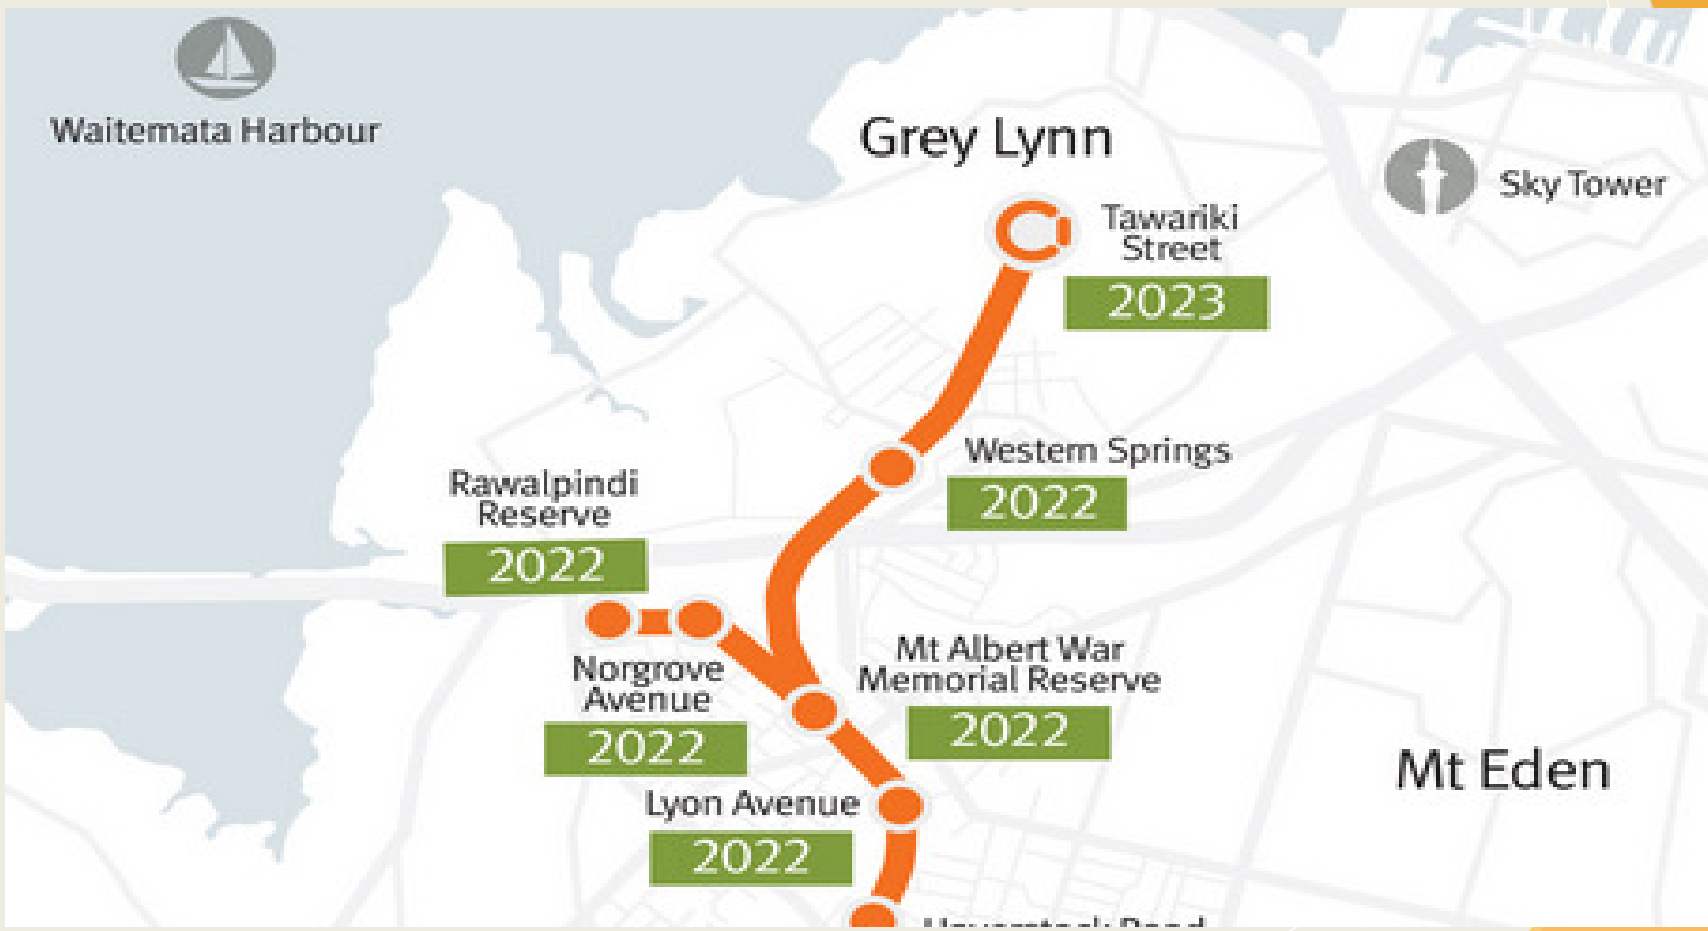 Waitemata Harbour
Grey Lynn
Sky Tower
Tawariki
Street
2023
Western Springs
2022
Rawalpindi
Reserve
2022
Norgrove
Avenue
2022
Mt Albert War
Memorial Reserve
2022
Mt Eden
Lyon Avenue
2022